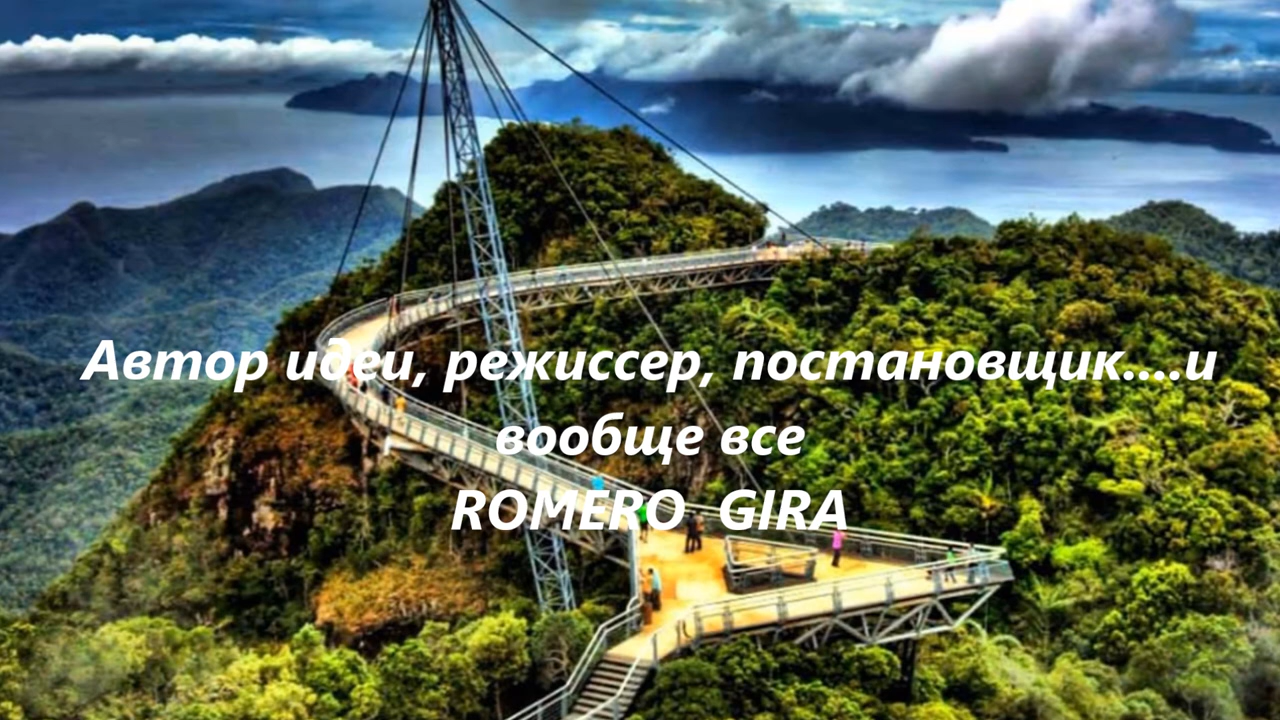 Автор идеи, режиссер, постановщик....и
вообще все
ROMERO GIRA